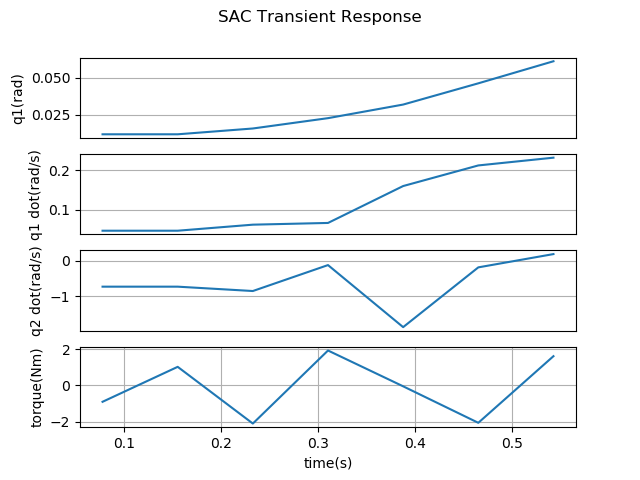 SAC Transient Response
q1(rad)
0.050
0.025
q1 dot(rad/s)
0.2
0.1
q2 dot(rad/s)
0
−1
torque(Nm)
2
0
−2
0.1 0.2 0.3 0.4 0.5
time(s)